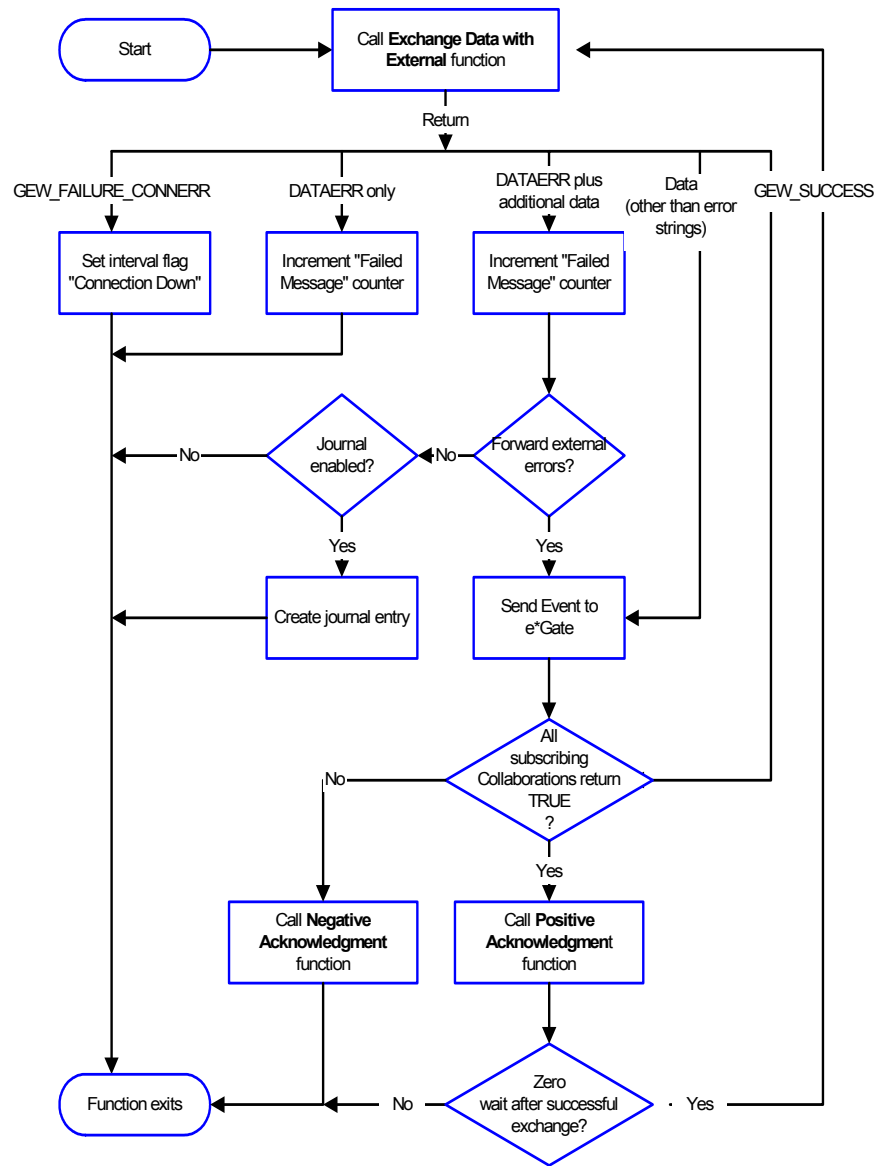 Start
Call Exchange Data with
External function
Return
GEW_FAILURE_CONNERR
DATAERR only
DATAERR plus
additional data
Data
(other than error
strings)
GEW_SUCCESS
Set interval flag
"Connection Down"
Increment "Failed
Message" counter
Increment "Failed
Message" counter
No
Journal
enabled?
No
Forward external
errors?
Yes
Yes
Create journal entry
Send Event to
e*Gate
All
subscribing
Collaborations return
TRUE
?
No
Yes
Call Negative
Acknowledgment
function
Call Positive
Acknowledgment
function
Function exits
No
Zero
wait after successful
exchange?
Yes